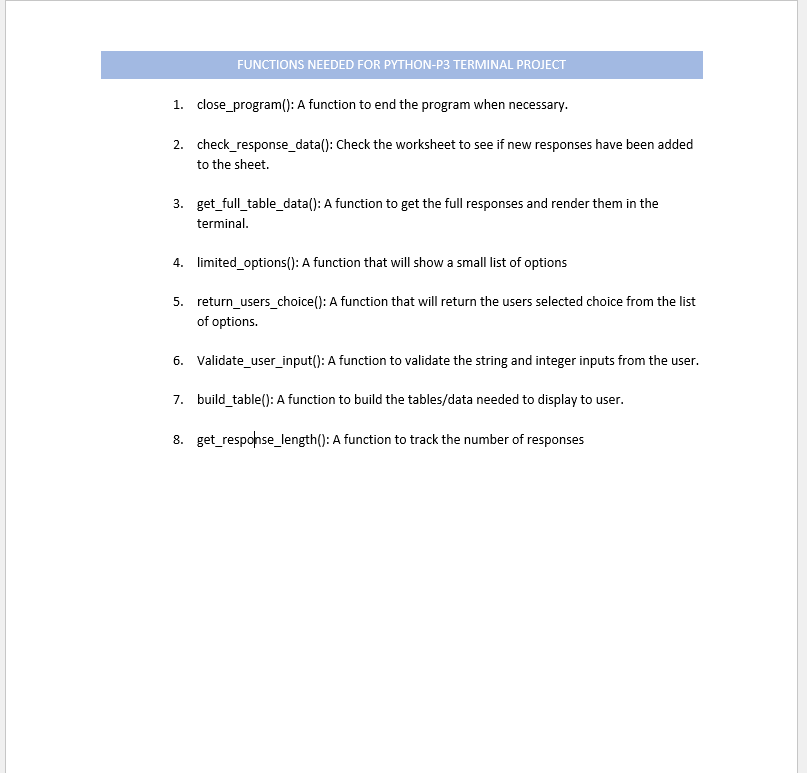 FUNCTIONS NEEDED FOR PYTHON-P3 TERMINAL PROJECT
1. close_program(): A function to end the program when necessary.
2. check_response_data(): Check the worksheet to see if new responses have been added
to the sheet.
3. get_full_table_data(): A function to get the full responses and render them in the
terminal.
4. limited_options(): A function that will show a small list of options
5. return_users_choice(): A function that will return the users selected choice from the list
of options.
6. Validate_user_input(): A function to validate the string and integer inputs from the user.
7. build_table(): A function to build the tables/data needed to display to user.
8. get_response_length(): A function to track the number of responses